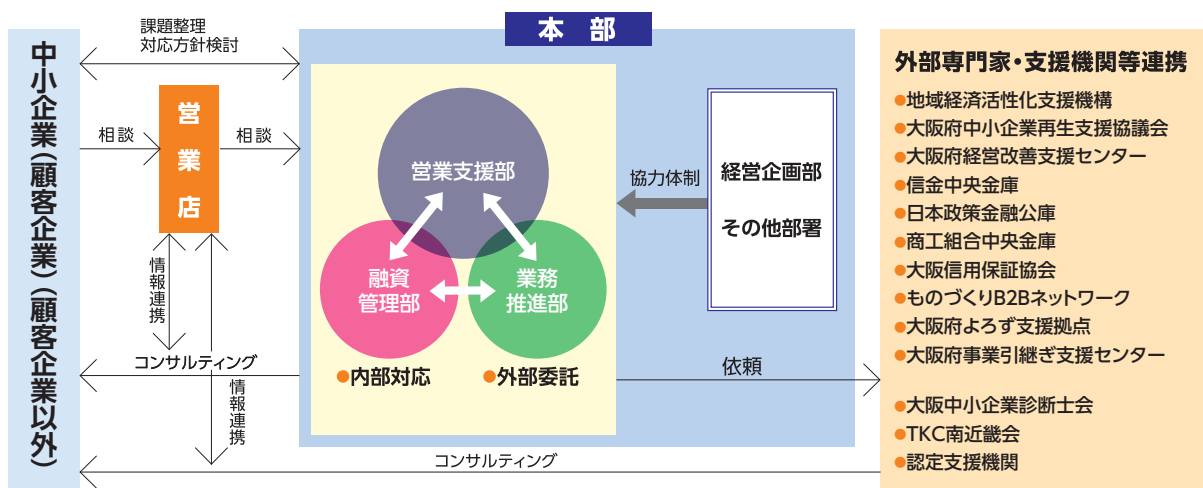 中小企業(顧客企業)(顧客企業以外)
課題整理
対応方針検討
相談
営業店
相談
情報連携
コンサルティング
情報連携
本部
営業支援部
融資
管理部
業務
推進部
●内部対応
●外部委託
協力体制
経営企画部
その他部署
依頼
コンサルティング
外部専門家・支援機関等連携
●地域経済活性化支援機構
●大阪府中小企業再生支援協議会
●大阪府経営改善支援センター
●信金中央金庫
●日本政策金融公庫
●商工組合中央金庫
●大阪信用保証協会
●ものづくりB2Bネットワーク
●大阪府よろず支援拠点
●大阪府事業引継ぎ支援センター
●大阪中小企業診断士会
●TKC南近畿会
●認定支援機関